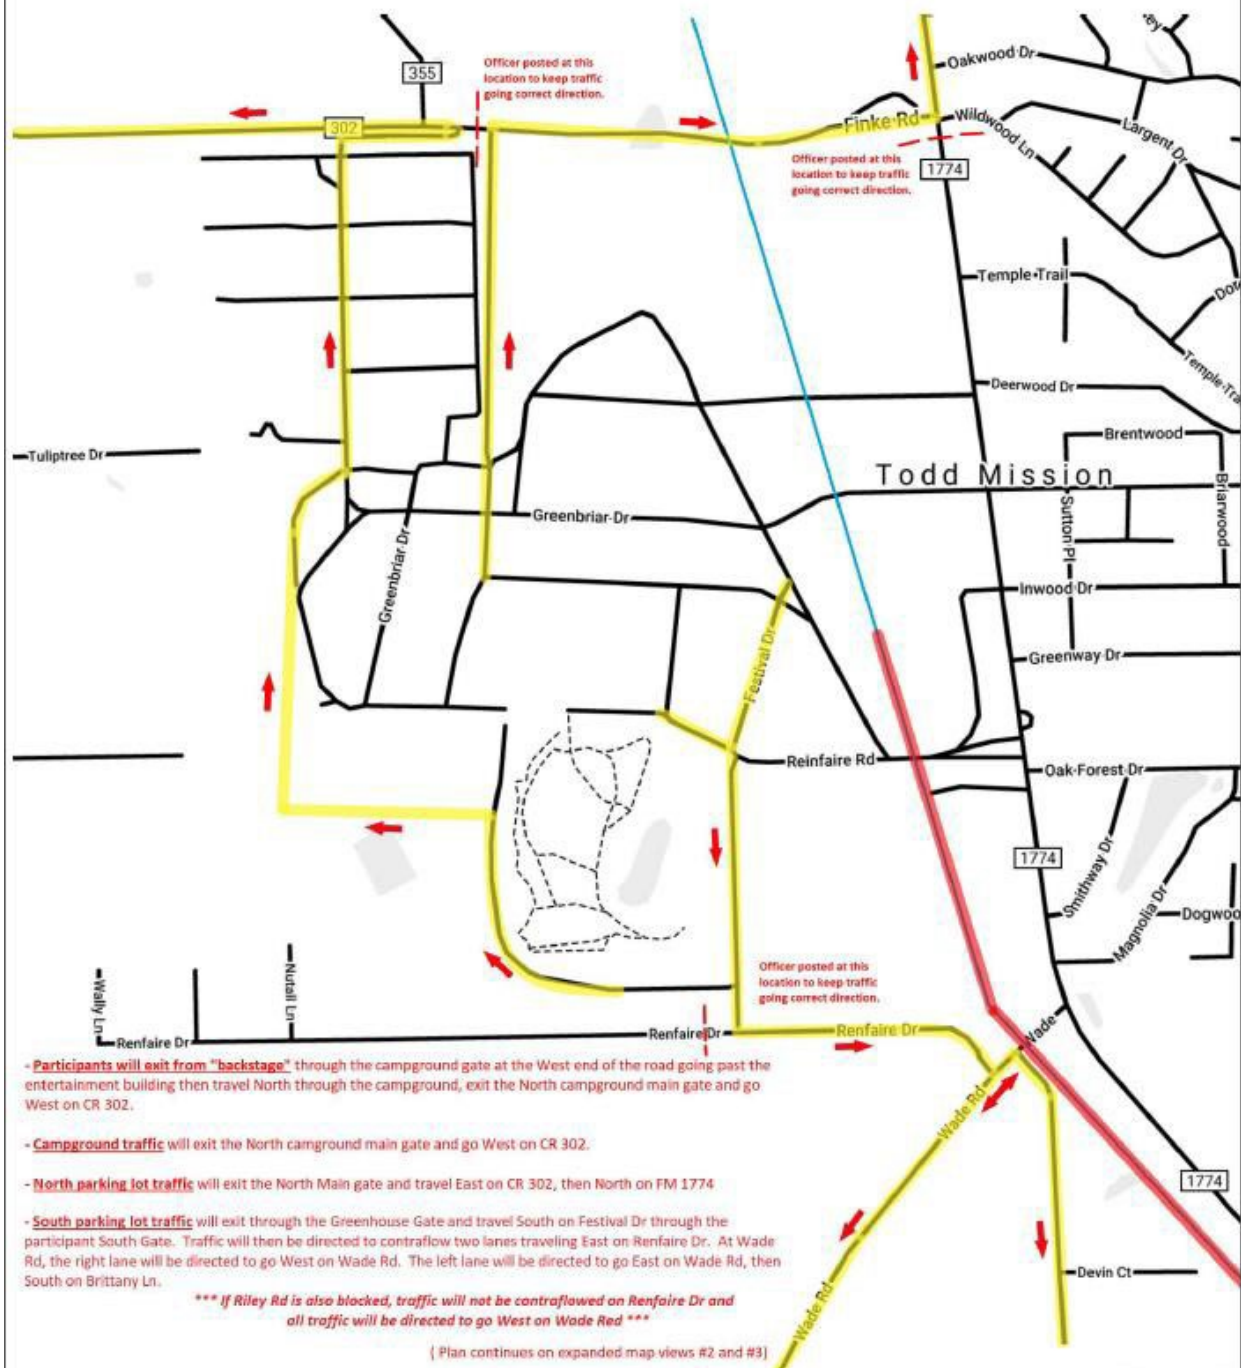 355
Officer posted at this
location to keep traffic
going correct direction.
Oakwood Dr
302
Finke Rd
Wildwood Ln
Largent Dr
Officer posted at this
location to keep traffic
going correct direction.
1774
Temple Trail
Deerwood Dr
Brentwood
Tuliptree Dr
Todd Mission
Greenbriar Dr
Greenbriar Dr
Sutton Pl
Briarwood
Inwood Dr
Greenway Dr
Festival Dr
Reinfaire Rd
Oak Forest Dr
1774
Smithway Dr
Magnolia Dr
Dogwoo
Officer posted at this
location to keep traffic
going correct direction.
Wally Ln
Nutall Ln
Renfaire Dr
Renfaire Dr
Renfaire Dr
Wade
- Participants will exit from "backstage" through the campground gate at the West end of the road going past the
entertainment building then travel North through the campground, exit the North campground main gate and go
West on CR 302.
Wade Rd
- Campground traffic will exit the North camground main gate and go West on CR 302.
- North parking lot traffic will exit the North Main gate and travel East on CR 302, then North on FM 1774
1774
- South parking lot traffic will exit through the Greenhouse Gate and travel South on Festival Dr through the
participant South Gate. Traffic will then be directed to contraflow two lanes traveling East on Renfaire Dr. At Wade
Rd, the right lane will be directed to go West on Wade Rd. The left lane will be directed to go East on Wade Rd, then
South on Brittany Ln.
Devin Ct
Wade Rd
*** If Riley Rd is also blocked, traffic will not be contraflowed on Renfaire Dr and
all traffic will be directed to go West on Wade Red ***
( Plan continues on expanded map views #2 and #3)